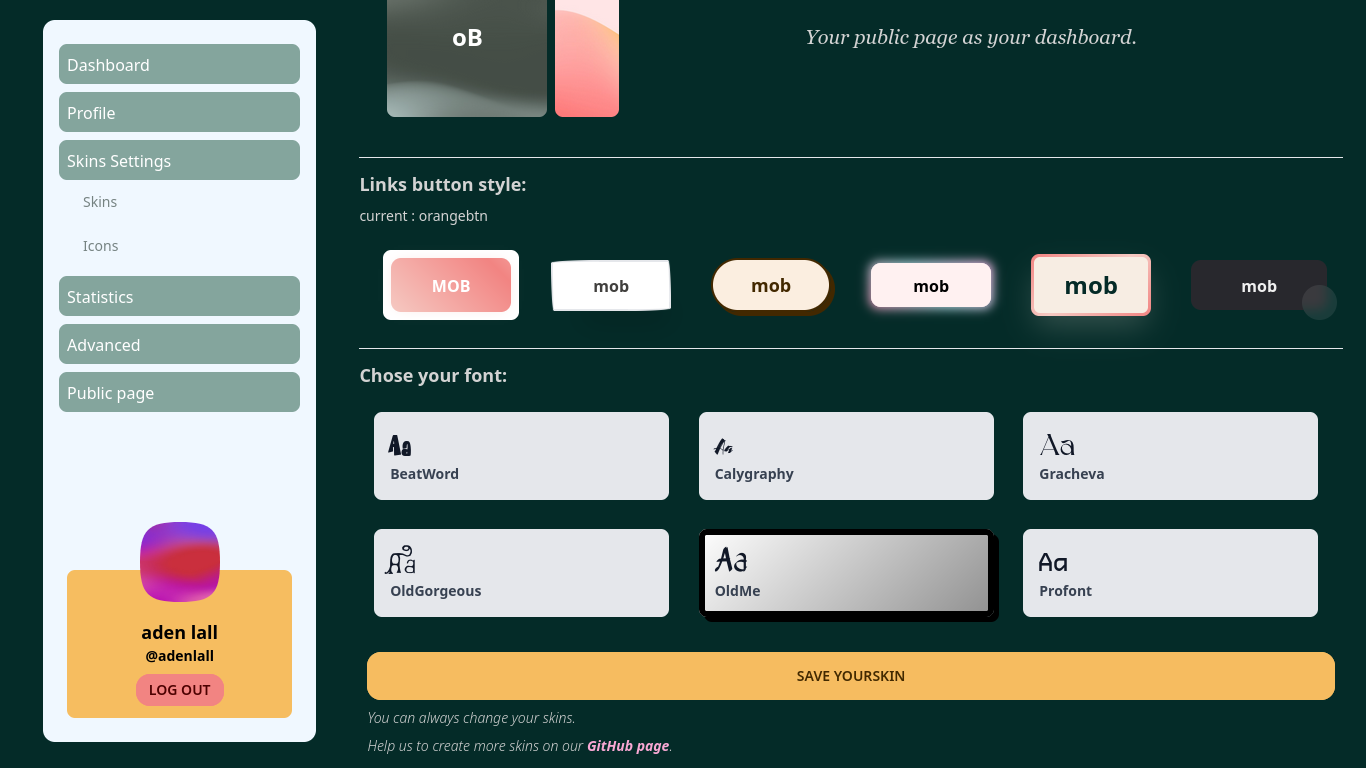 Dashboard
Profile
Skins Settings
Skins
Icons
Statistics
Advanced
Public page
aden lall
@adenlall
LOG OUT
oB
Your public page as your dashboard.
Links button style:
current : orangebtn
MOB
mob
mob
mob
mob
mob
Chose your font:
Aa
BeatWord
Aa
Calygraphy
Aa
Gracheva
Aa
OldGorgeous
Aa
OldMe
Aa
Profont
SAVE YOURSKIN
You can always change your skins.
Help us to create more skins on our GitHub page.